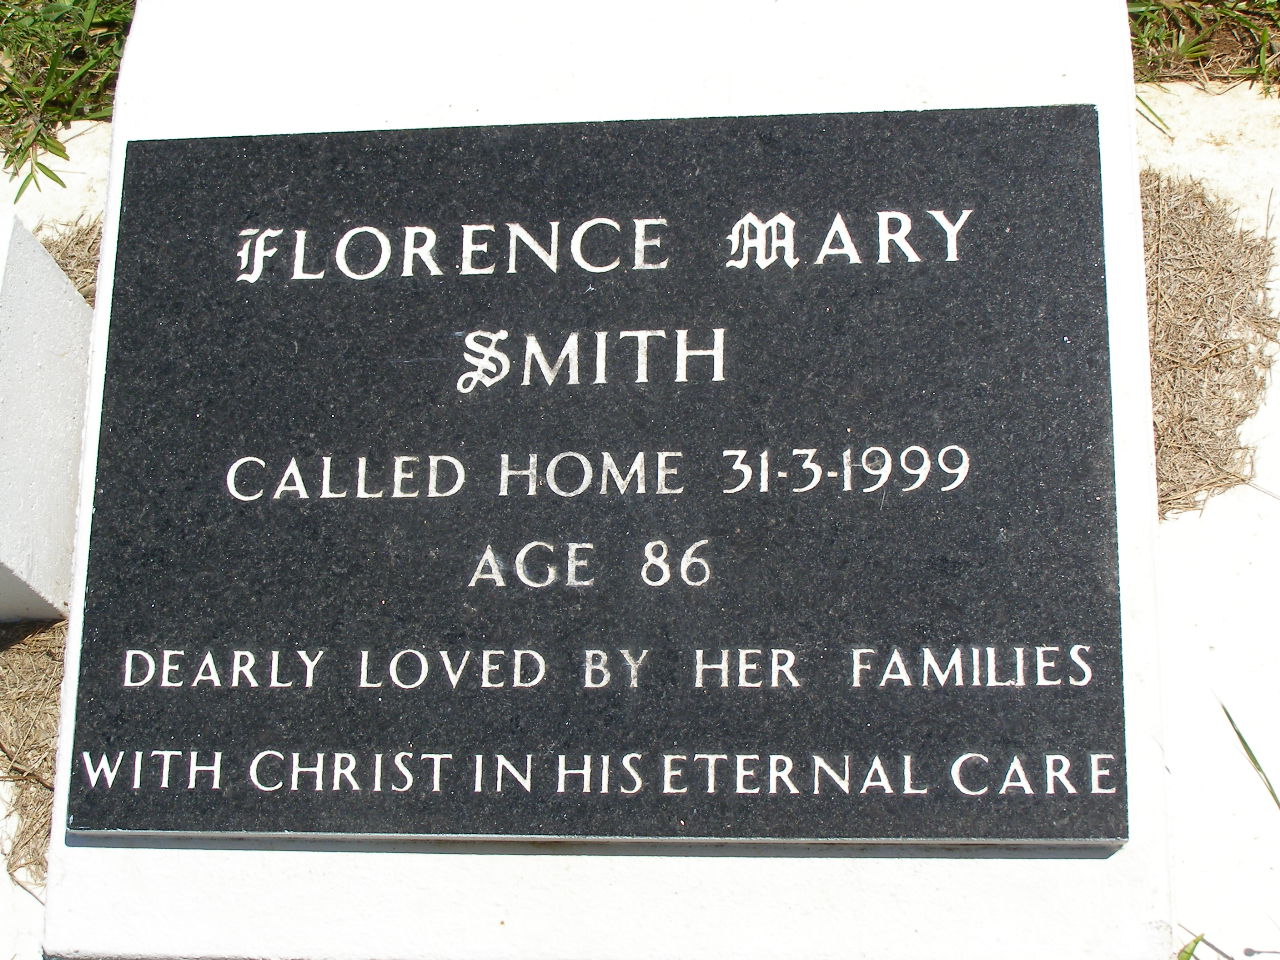 FLORENCE MARY
SMITH
CALLED HOME 31-3-1999
AGE 86
DEARLY LOVED BY HER FAMILIES
WITH CHRIST IN HIS ETERNAL CARE